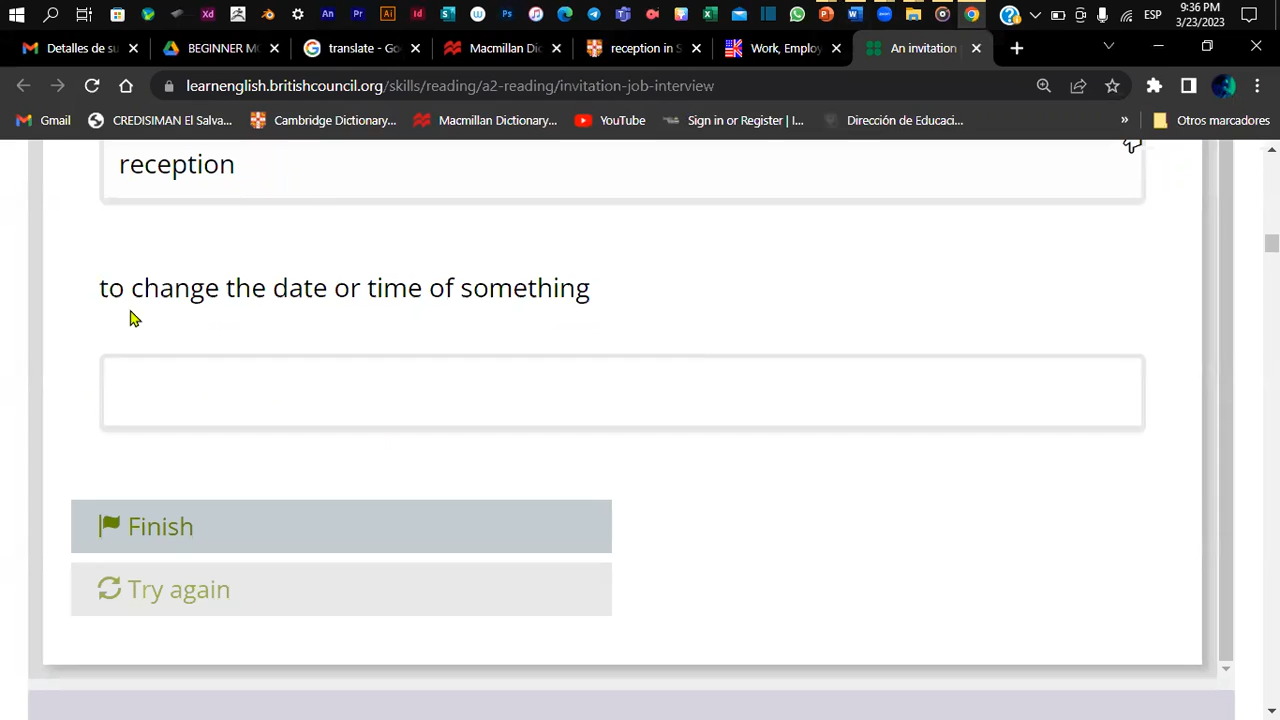 9:36 PM
ESP
3/23/2023
Detalles de su
BEGINNER MO
translate - Go
Macmillan Dic
reception in S
Work, Employ
An invitation
learnenglish.britishcouncil.org/skills/reading/a2-reading/invitation-job-interview
Gmail
CREDISIMAN El Salva...
Cambridge Dictionary...
Macmillan Dictionary...
YouTube
Sign in or Register | I...
Dirección de Educaci...
»
Otros marcadores
reception
to change the date or time of something
Finish
Try again